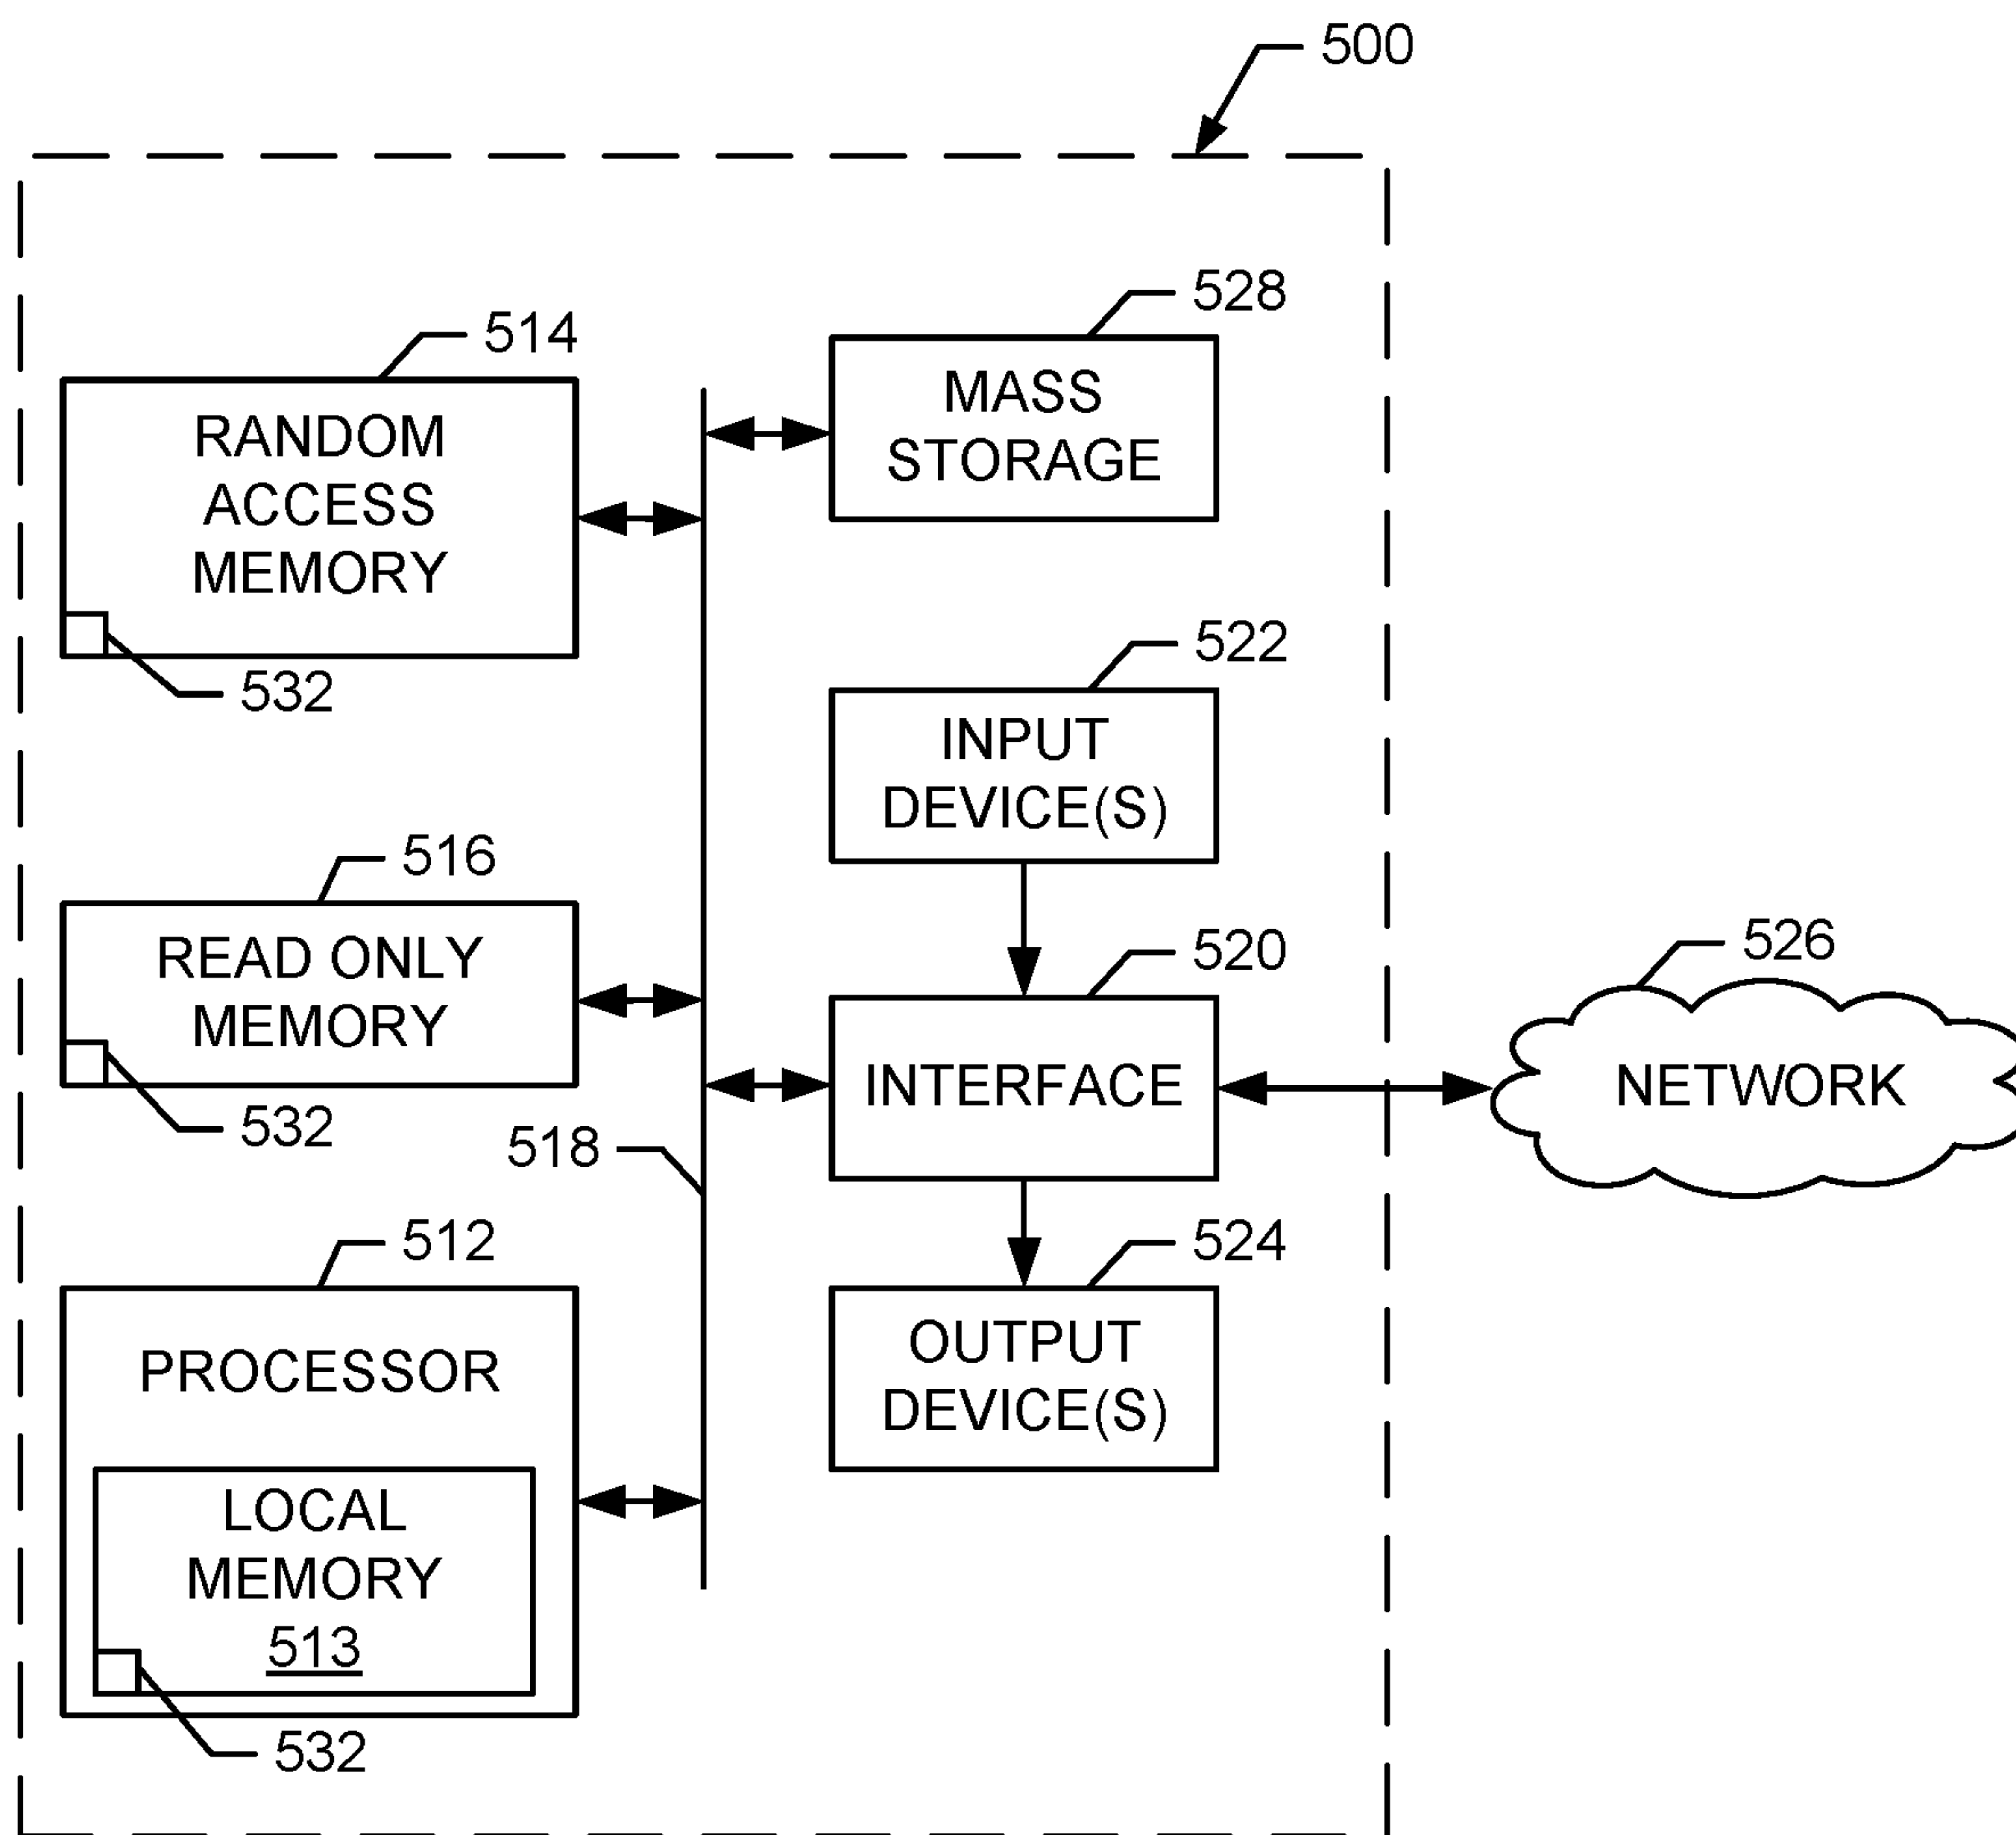 500
528
514
MASS
STORAGE
RANDOM
ACCESS
MEMORY
532
522
INPUT
DEVICE(S)
516
READ ONLY
MEMORY
532
520
INTERFACE
526
NETWORK
518
512
PROCESSOR
LOCAL
MEMORY
513
532
524
OUTPUT
DEVICE(S)